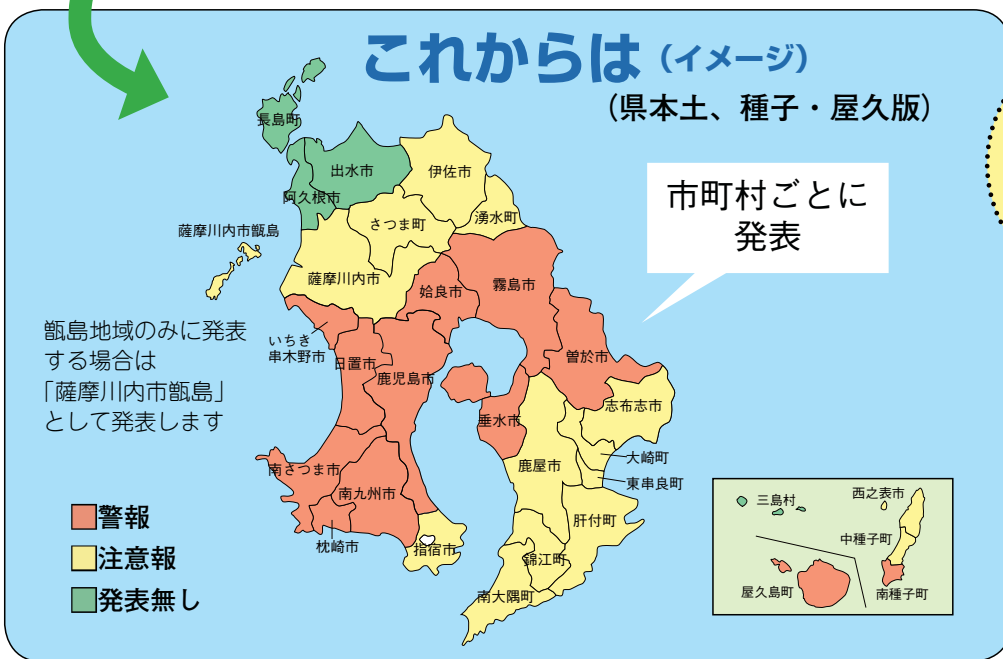 これからは（イメージ）
（県本土、種子・屋久版）
市町村ごとに
発表
長島町
出水市
阿久根市
伊佐市
湧水町
さつま町
薩摩川内市甑島
薩摩川内市
霧島市
姶良市
甑島地域のみに発表
する場合は
「薩摩川内市甑島」
として発表します
いちき
串木野市
日置市
鹿児島市
曽於市
志布志市
垂水市
大崎町
鹿屋市
東串良町
南さつま市
南九州市
肝付町
枕崎市
指宿市
錦江町
南大隅町
警報
注意報
発表無し
三島村
西之表市
中種子町
屋久島町
南種子町